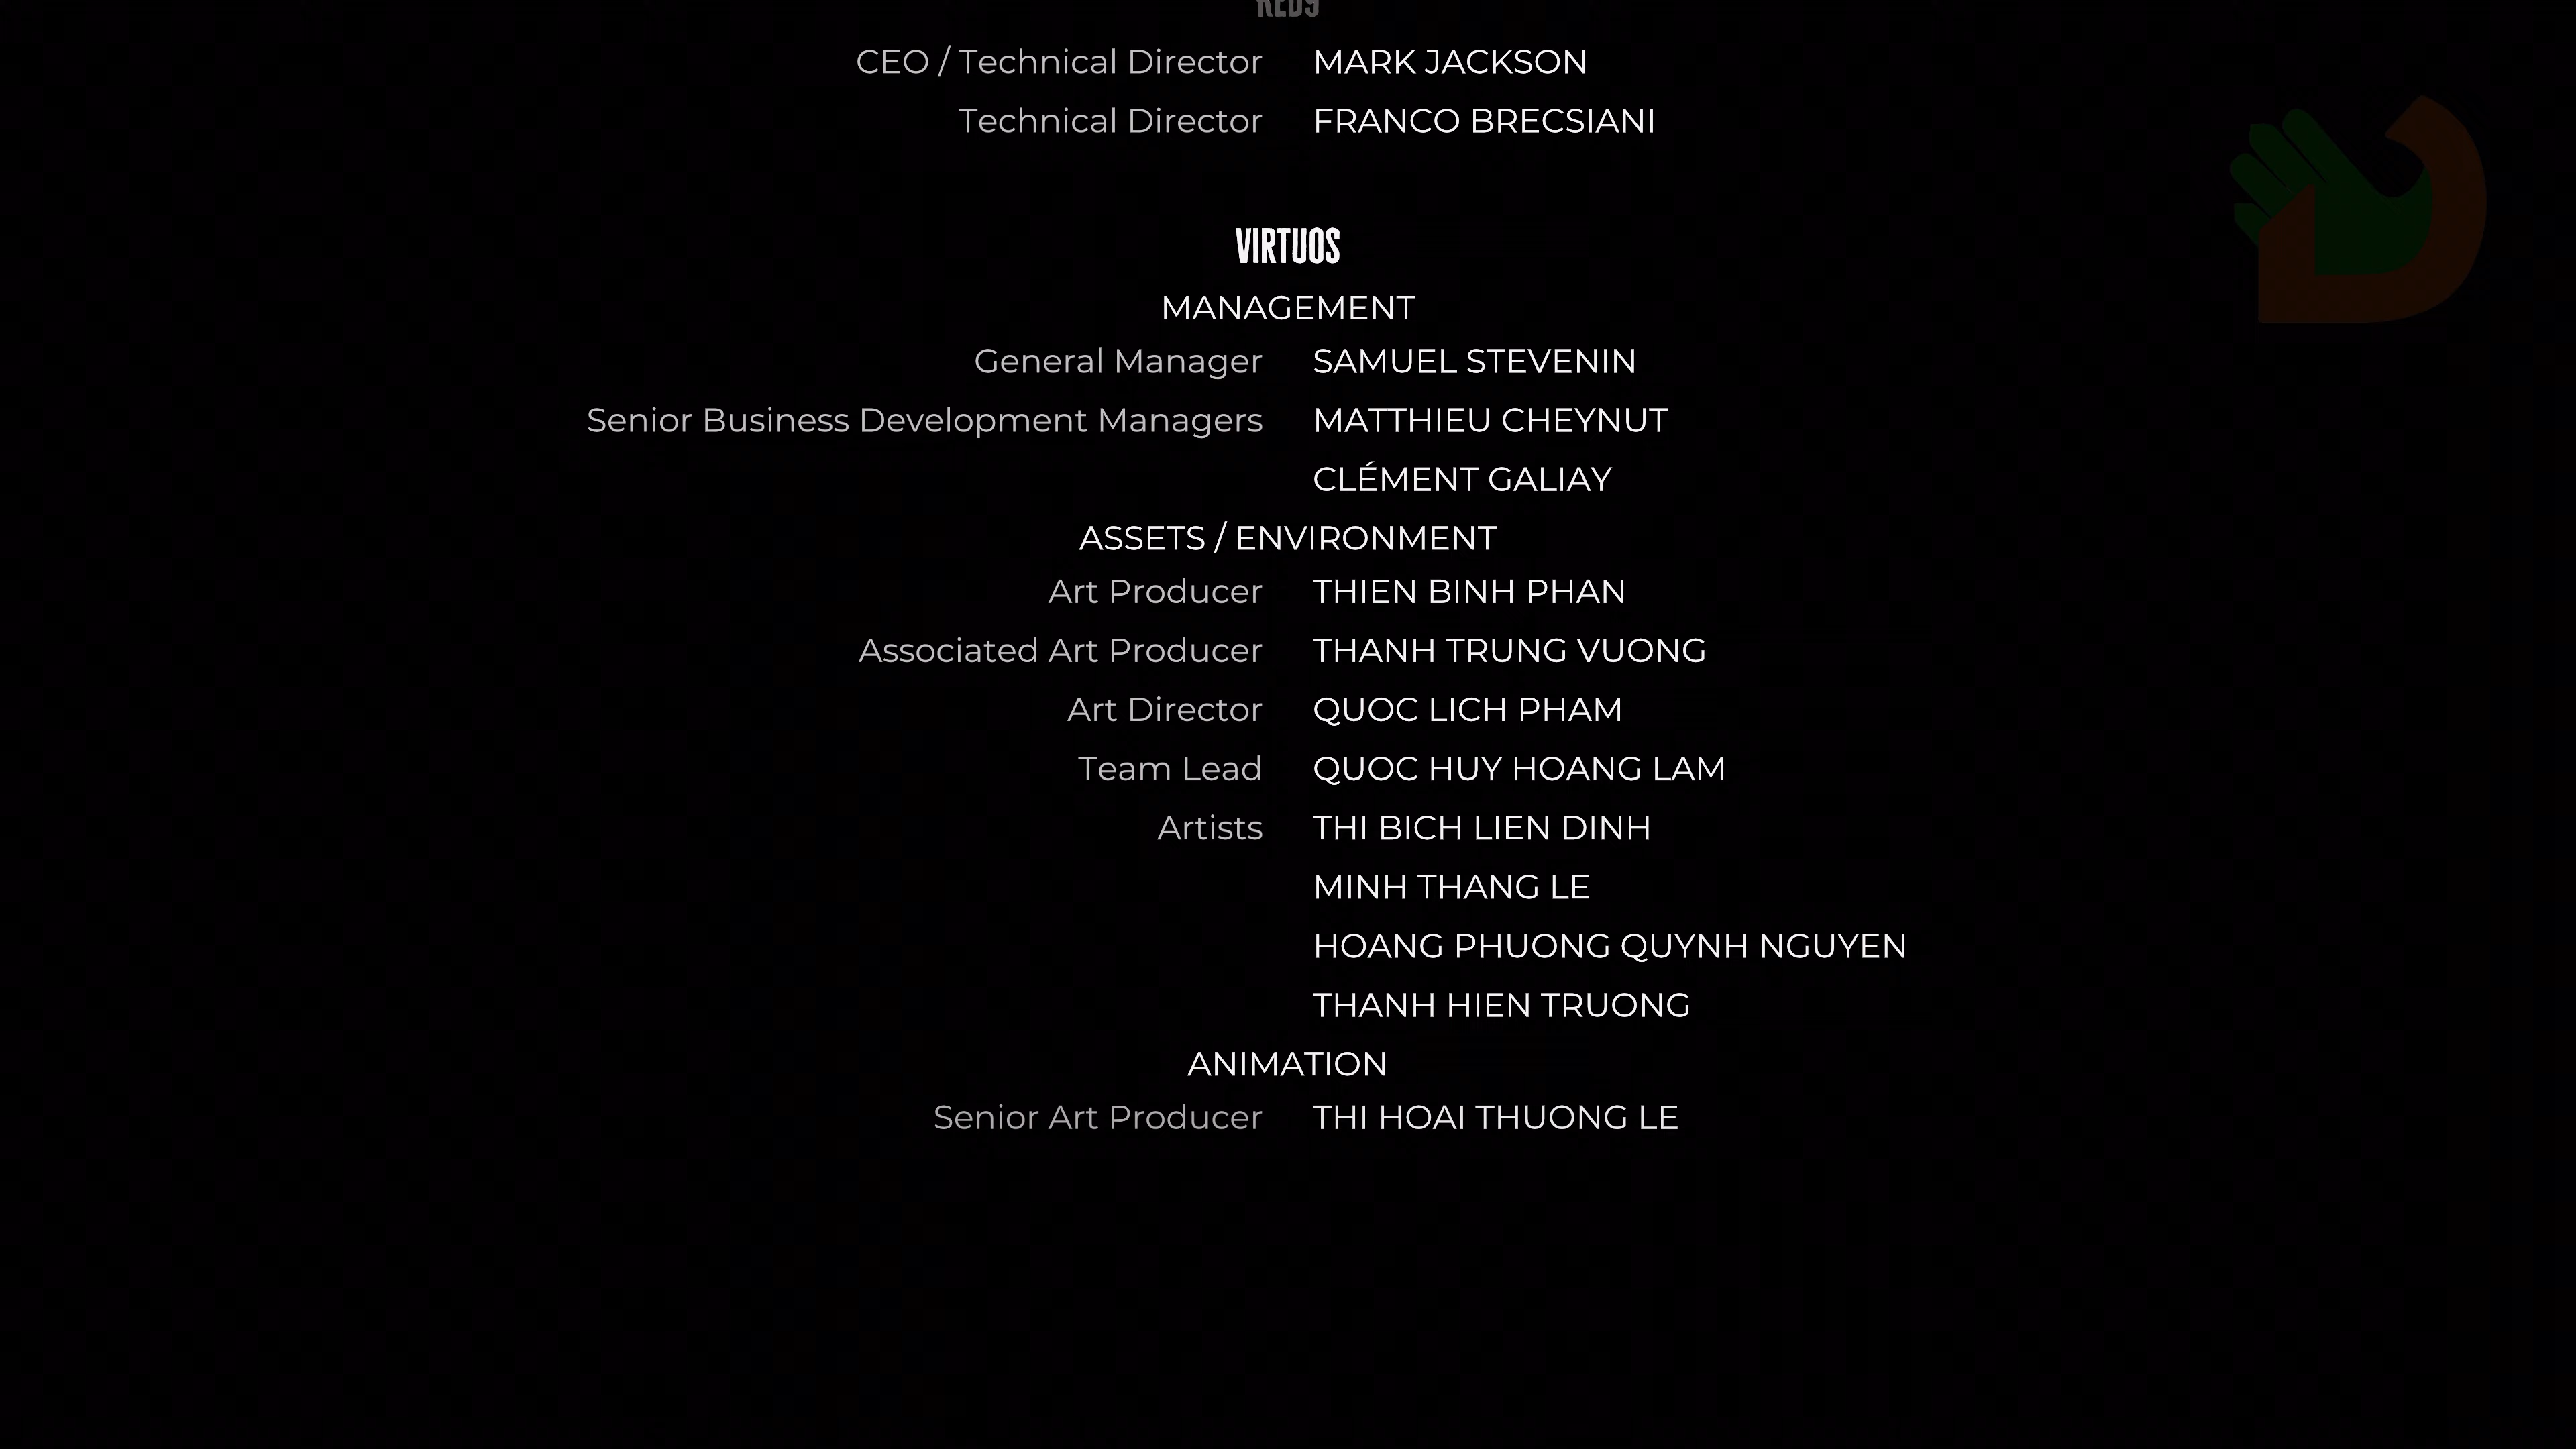 RED9
CEO / Technical Director MARK JACKSON
Technical Director FRANCO BRECSIANI
VIRTUOS
MANAGEMENT
General Manager SAMUEL STEVENIN
Senior Business Development Managers MATTHIEU CHEYNUT
CLÉMENT GALIAY
ASSETS / ENVIRONMENT
Art Producer THIEN BINH PHAN
Associated Art Producer THANH TRUNG VUONG
Art Director QUOC LICH PHAM
Team Lead QUOC HUY HOANG LAM
Artists THI BICH LIEN DINH
MINH THANG LE
HOANG PHUONG QUYNH NGUYEN
THANH HIEN TRUONG
ANIMATION
Senior Art Producer THI HOAI THUONG LE